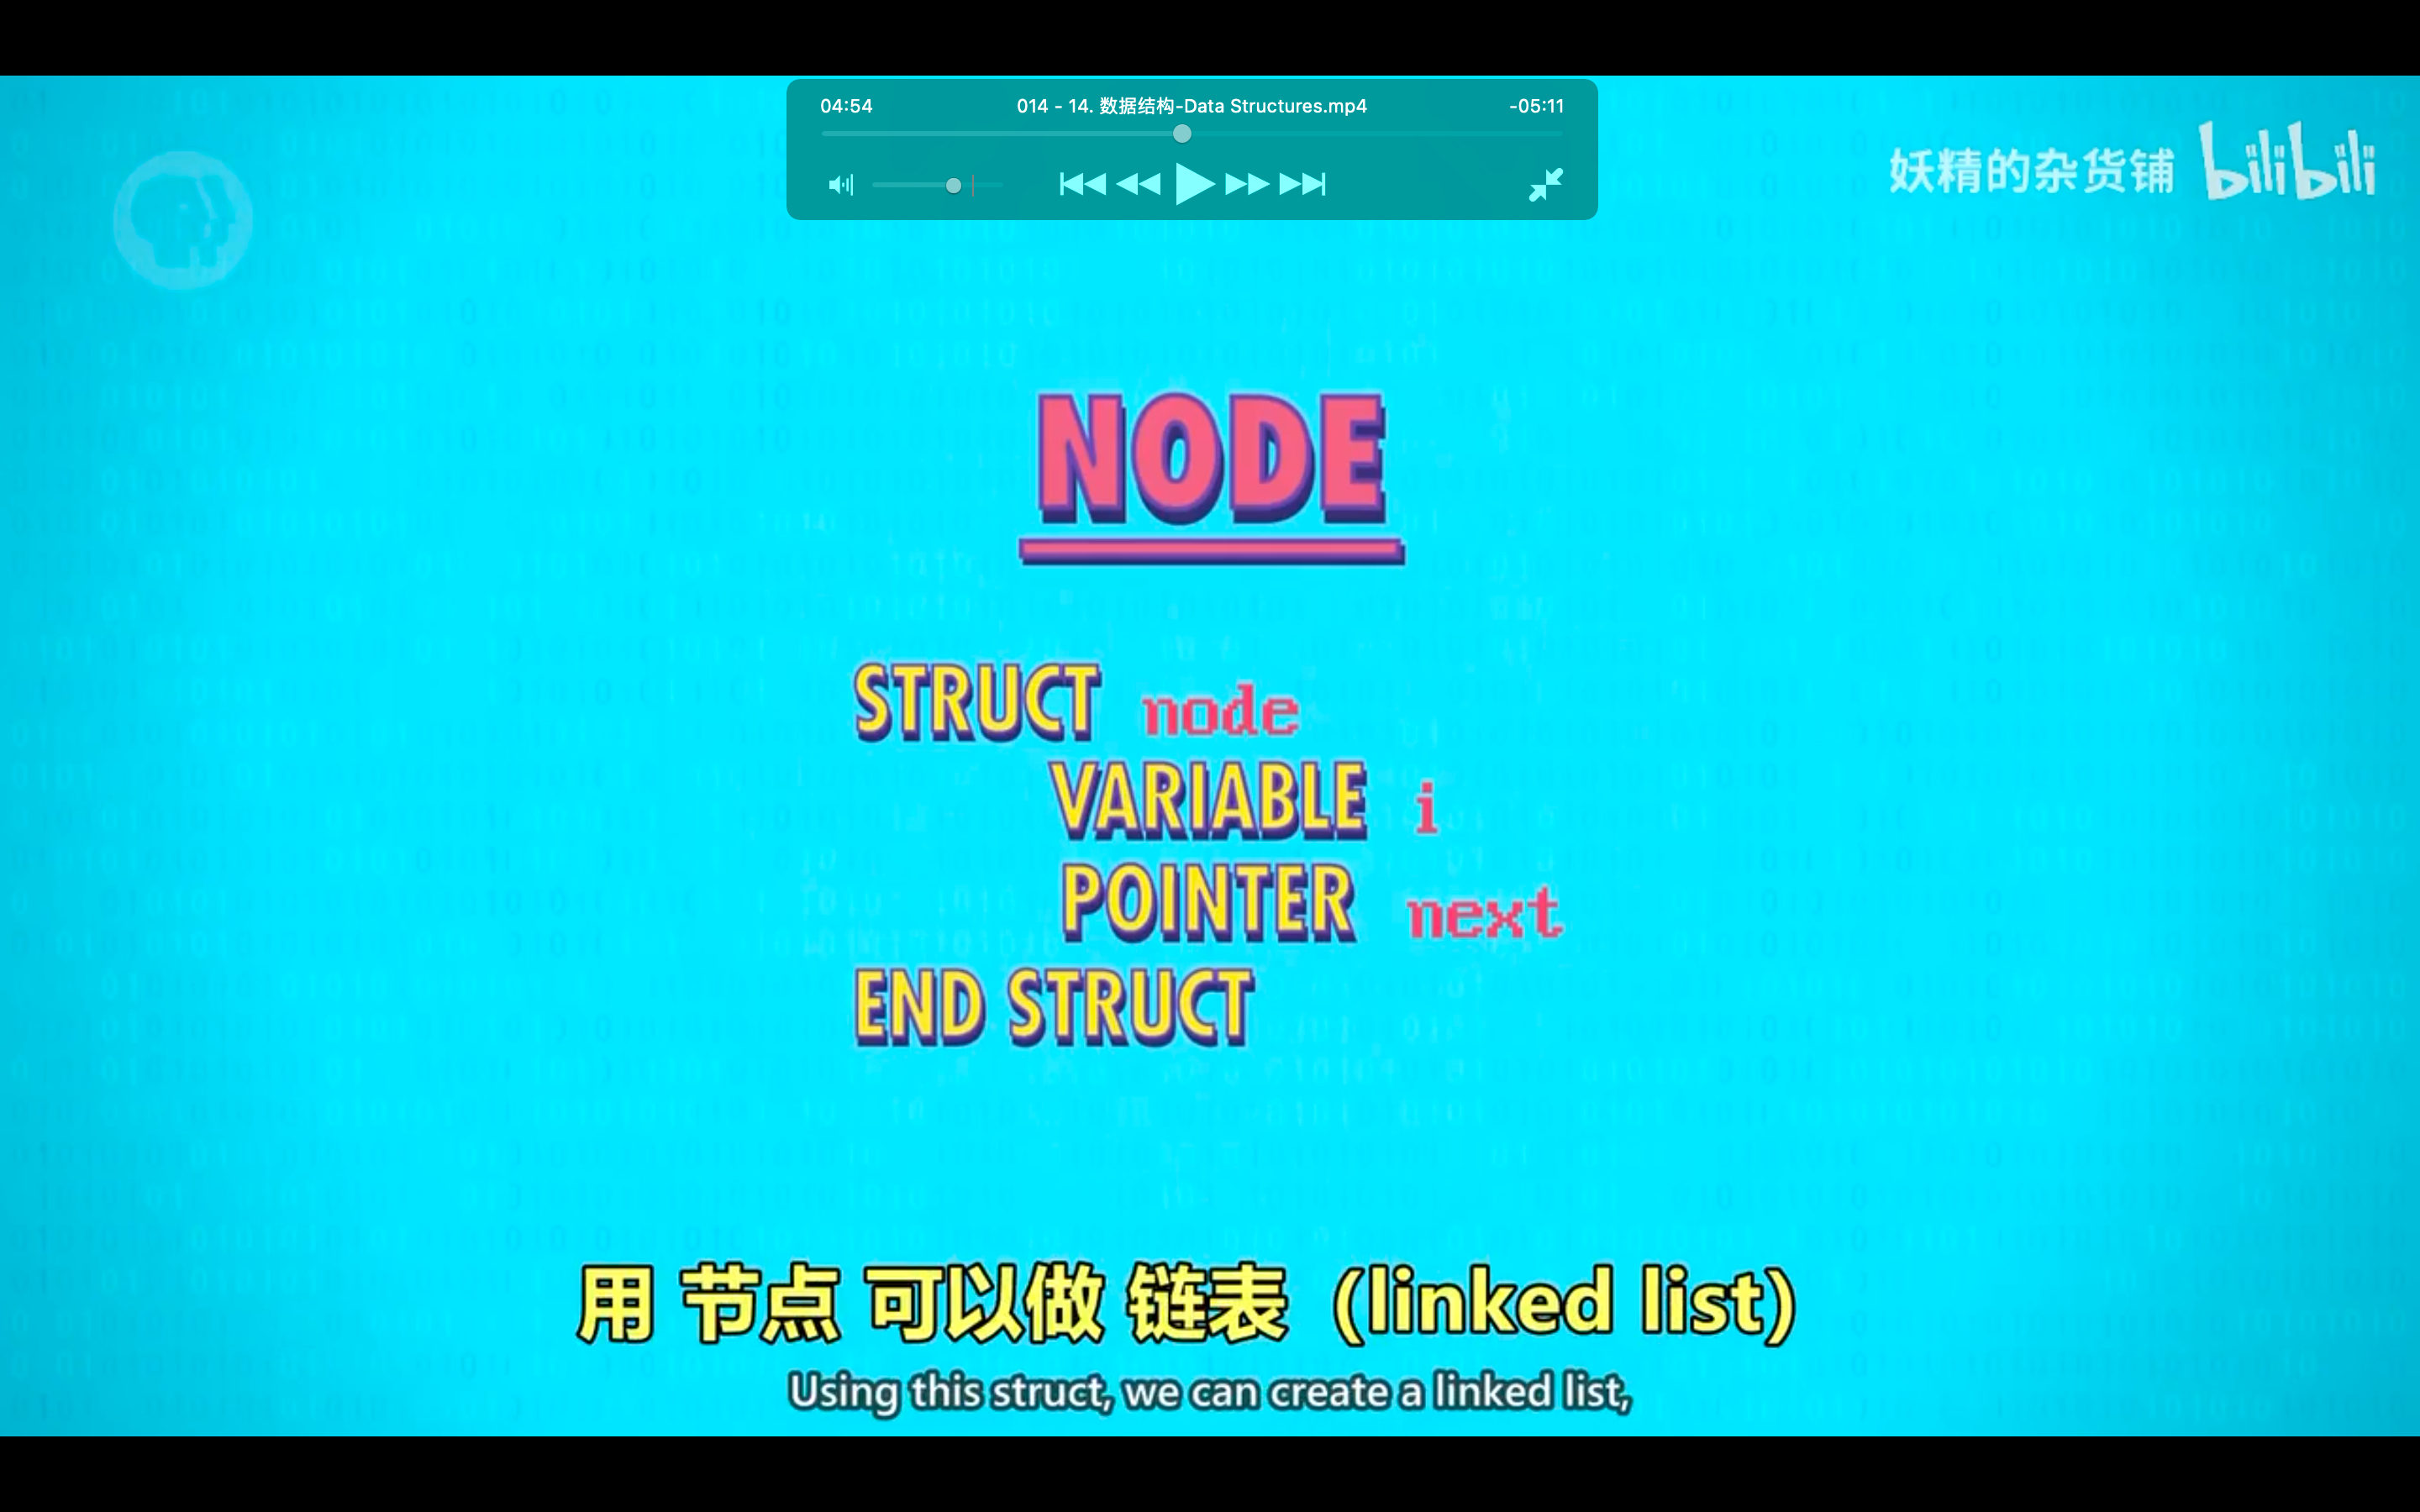 04:54 014 - 14. 数据结构-Data Structures.mp4 -05:11
妖精的杂货铺 bilibili
NODE
STRUCT node
VARIABLE i
POINTER next
END STRUCT
用 节点 可以做 链表（linked list）
Using this struct, we can create a linked list,